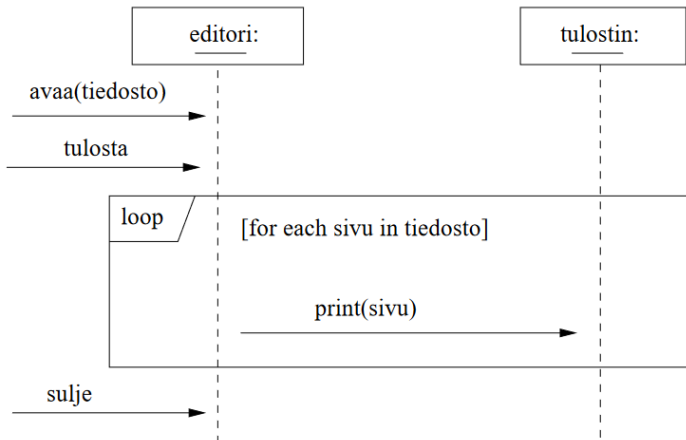 editori:
tulostin:
avaa(tiedosto)
tulosta
loop
[for each sivu in tiedosto]
print(sivu)
sulje